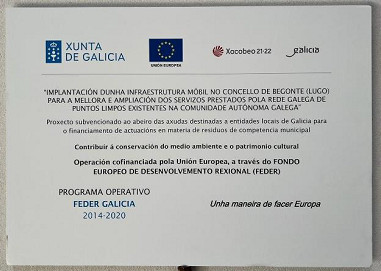 XUNTA
DE GALICIA
UNIÓN EUROPEA
Xacobeo 21·22
galicia
"IMPLANTACIÓN DUNHA INFRAESTRUTURA MÓBIL NO CONCELLO DE BEGONTE (LUGO)
PARA A MELLORA E AMPLIACIÓN DOS SERVIZOS PRESTADOS POLA REDE GALEGA DE
PUNTOS LIMPOS EXISTENTES NA COMUNIDADE AUTÓNOMA GALEGA"
Proxecto subvencionado ao abeiro das axudas destinadas a entidades locais de Galicia para
o financiamento de actuacións en materia de residuos de competencia municipal
Contribuír á conservación do medio ambiente e o patrimonio cultural
Operación cofinanciada pola Unión Europea, a través do FONDO
EUROPEO DE DESENVOLVEMENTO REXIONAL (FEDER)
PROGRAMA OPERATIVO
FEDER GALICIA
2014-2020
Unha maneira de facer Europa